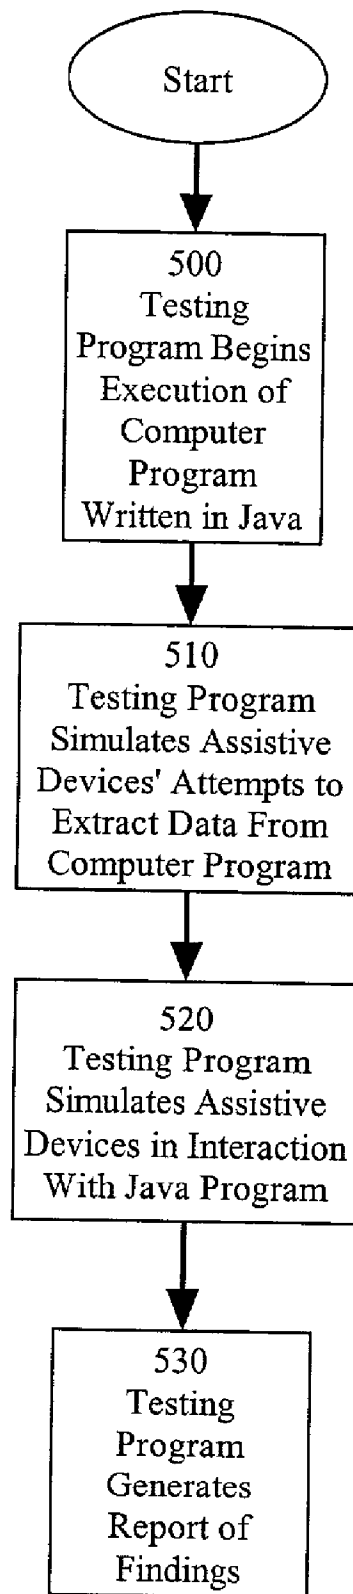 Start
500
Testing
Program Begins
Execution of
Computer
Program
Written in Java
510
Testing Program
Simulates Assistive
Devices' Attempts to
Extract Data From
Computer Program
520
Testing Program
Simulates Assistive
Devices in Interaction
With Java Program
530
Testing
Program
Generates
Report of
Findings